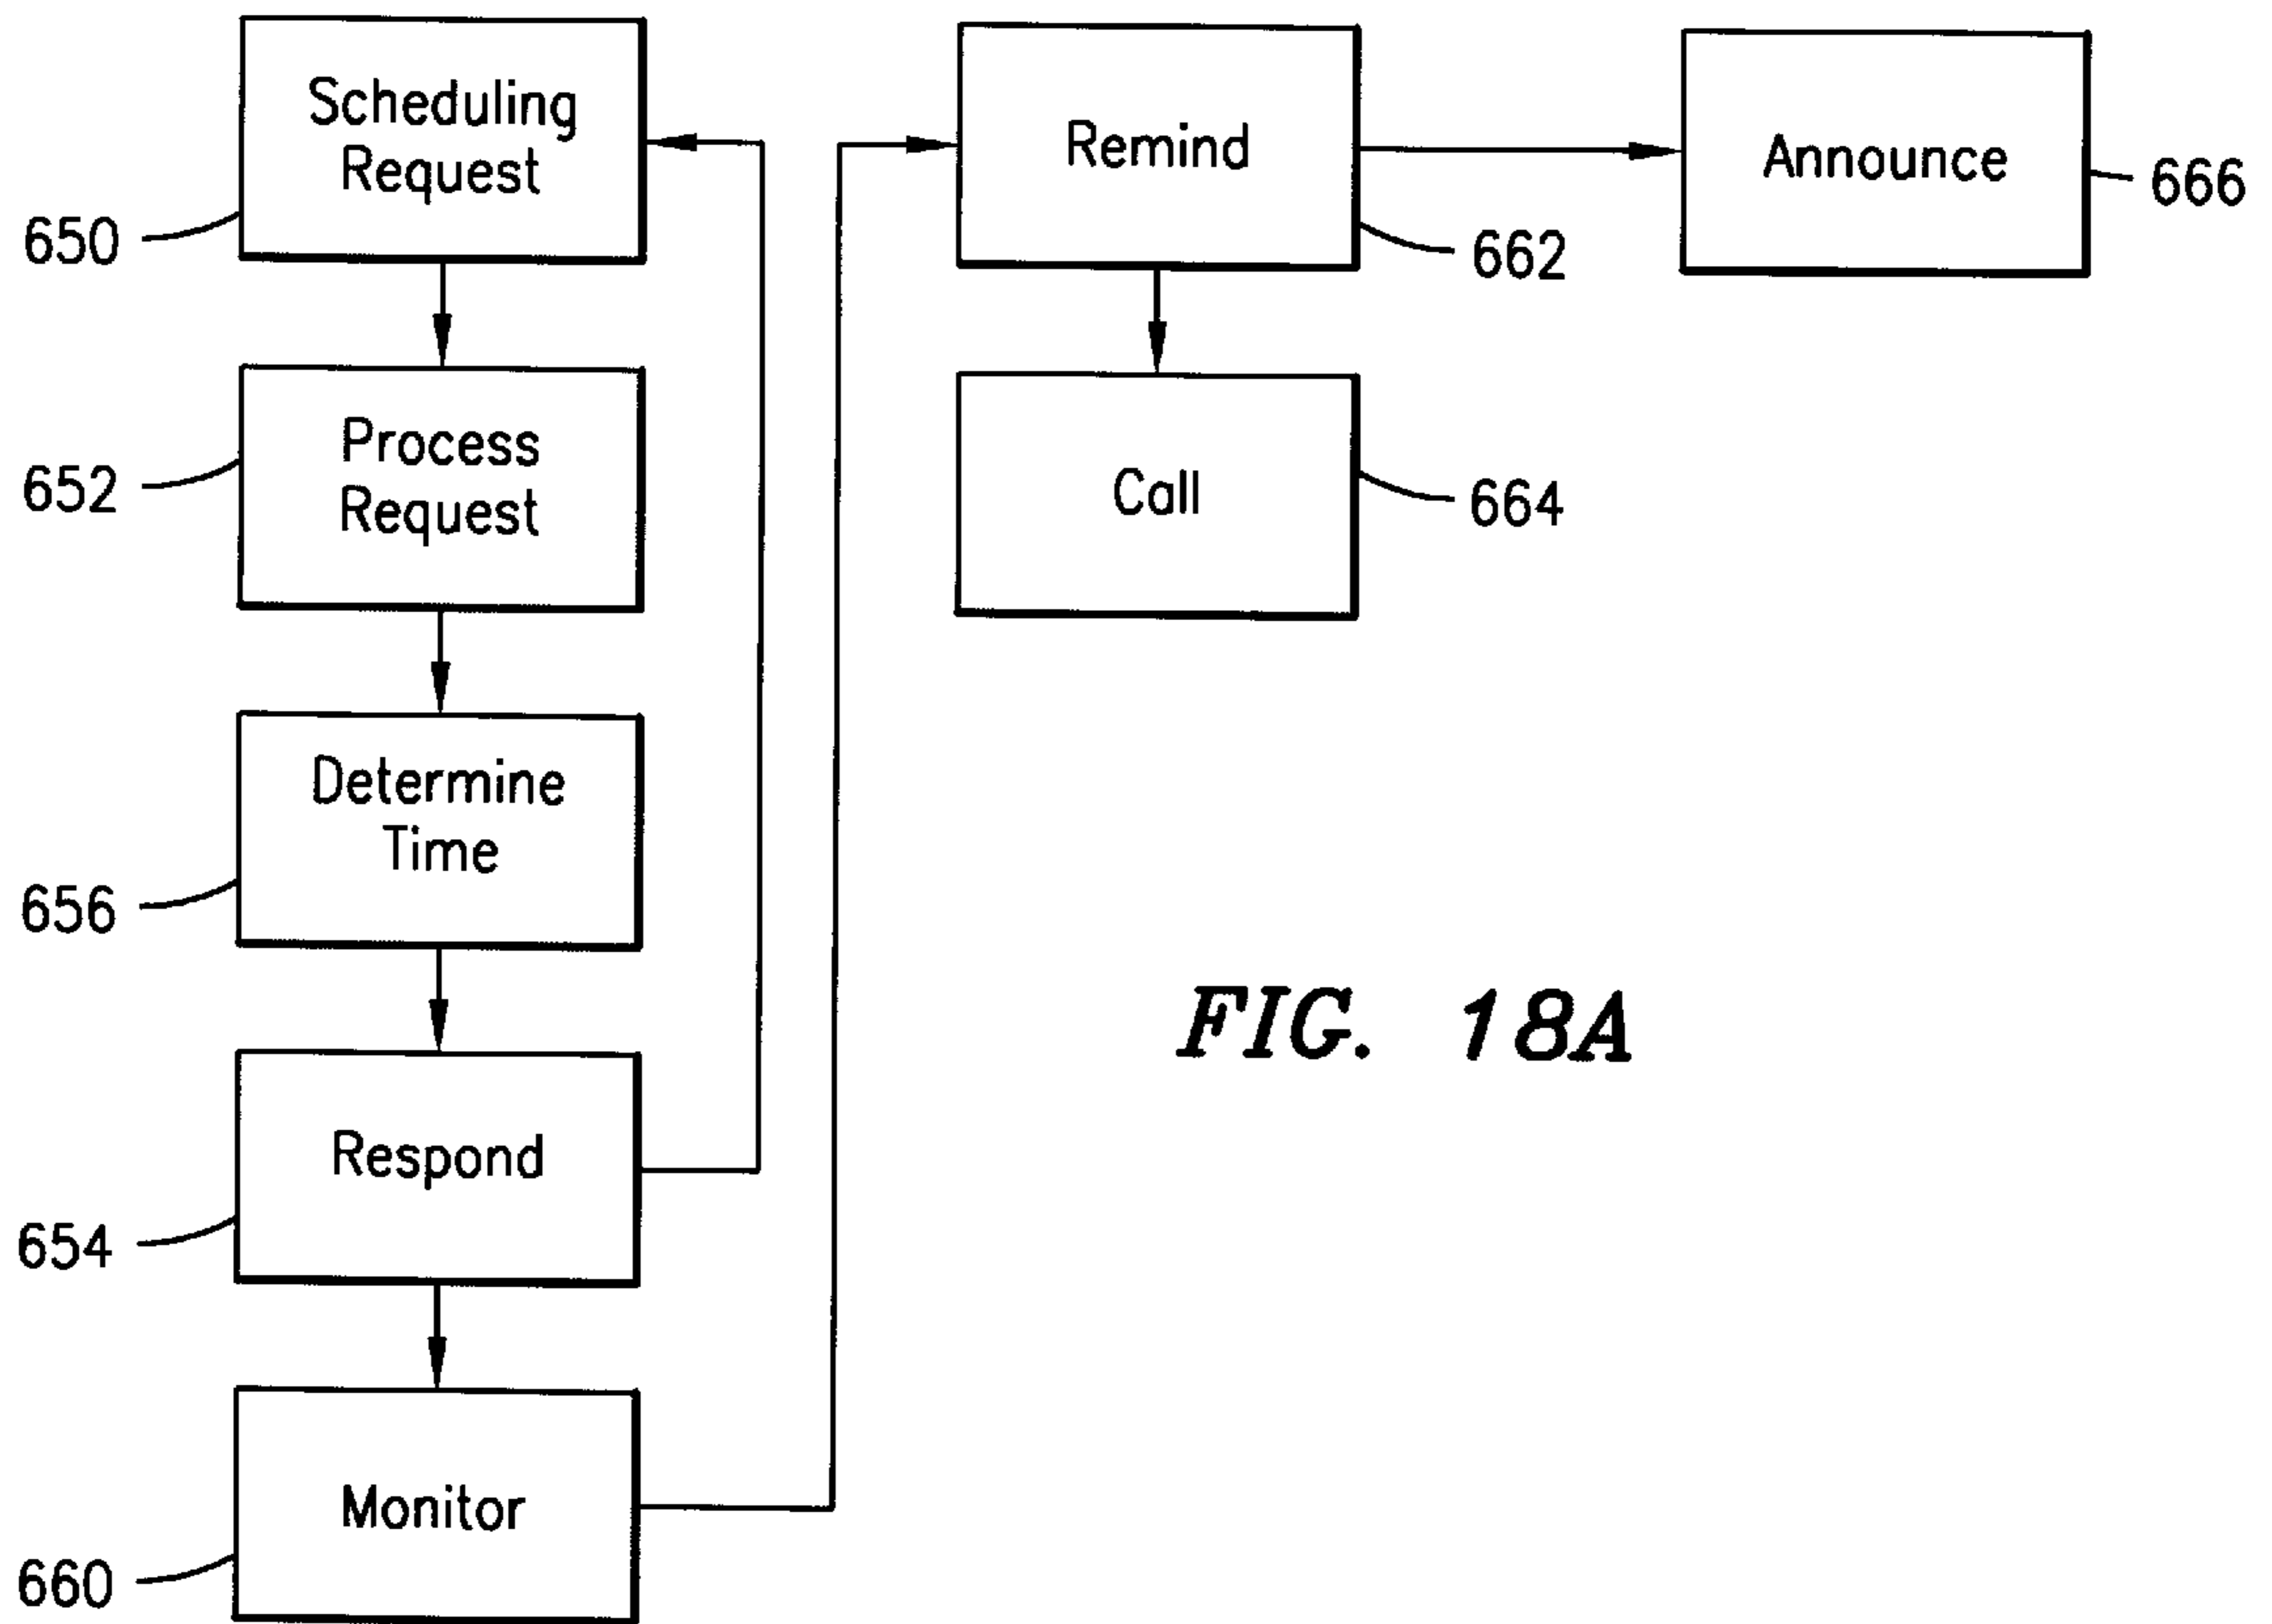 Scheduling
Request
650
Process
Request
652
Determine
Time
656
Respond
654
Monitor
660
Remind
662
Call
664
Announce
666
FIG. 18A